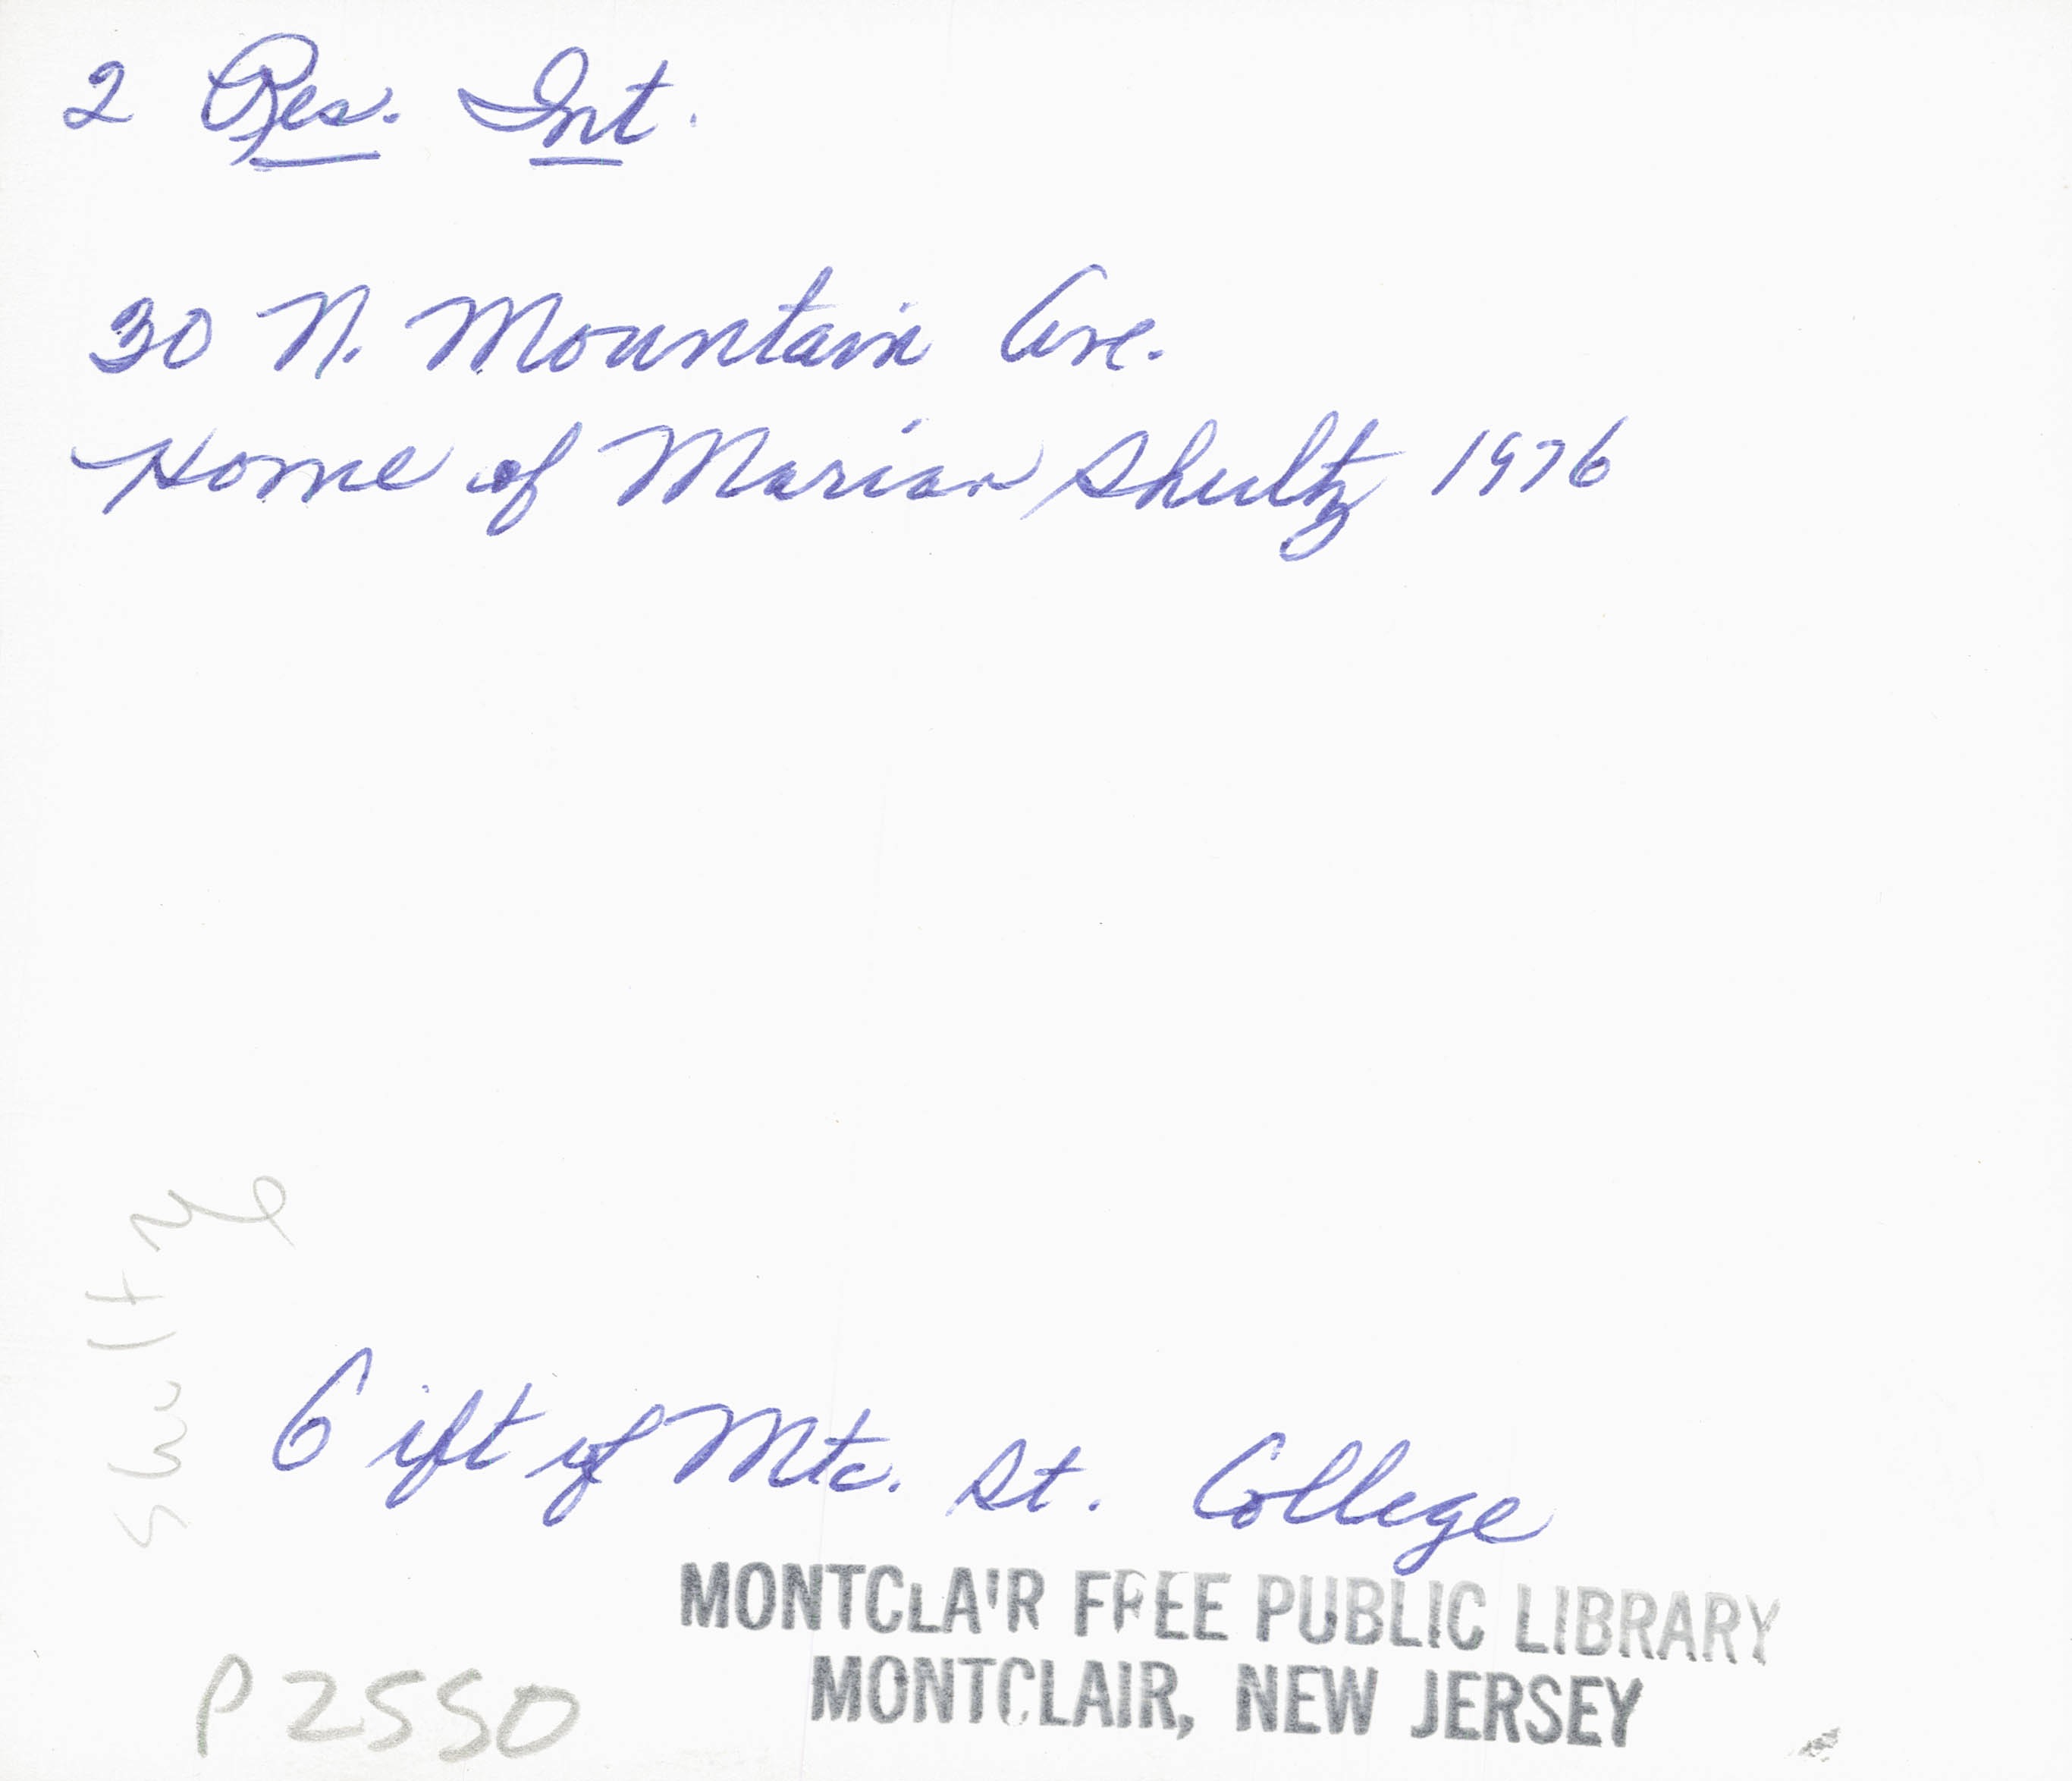 2 Res. Int.
30 N. Mountain Ave.
Home of Marian Shultz 1976
Shultz
Gift of Mtc. St. College
MONTCLAIR FREE PUBLIC LIBRARY
MONTCLAIR, NEW JERSEY
P2550